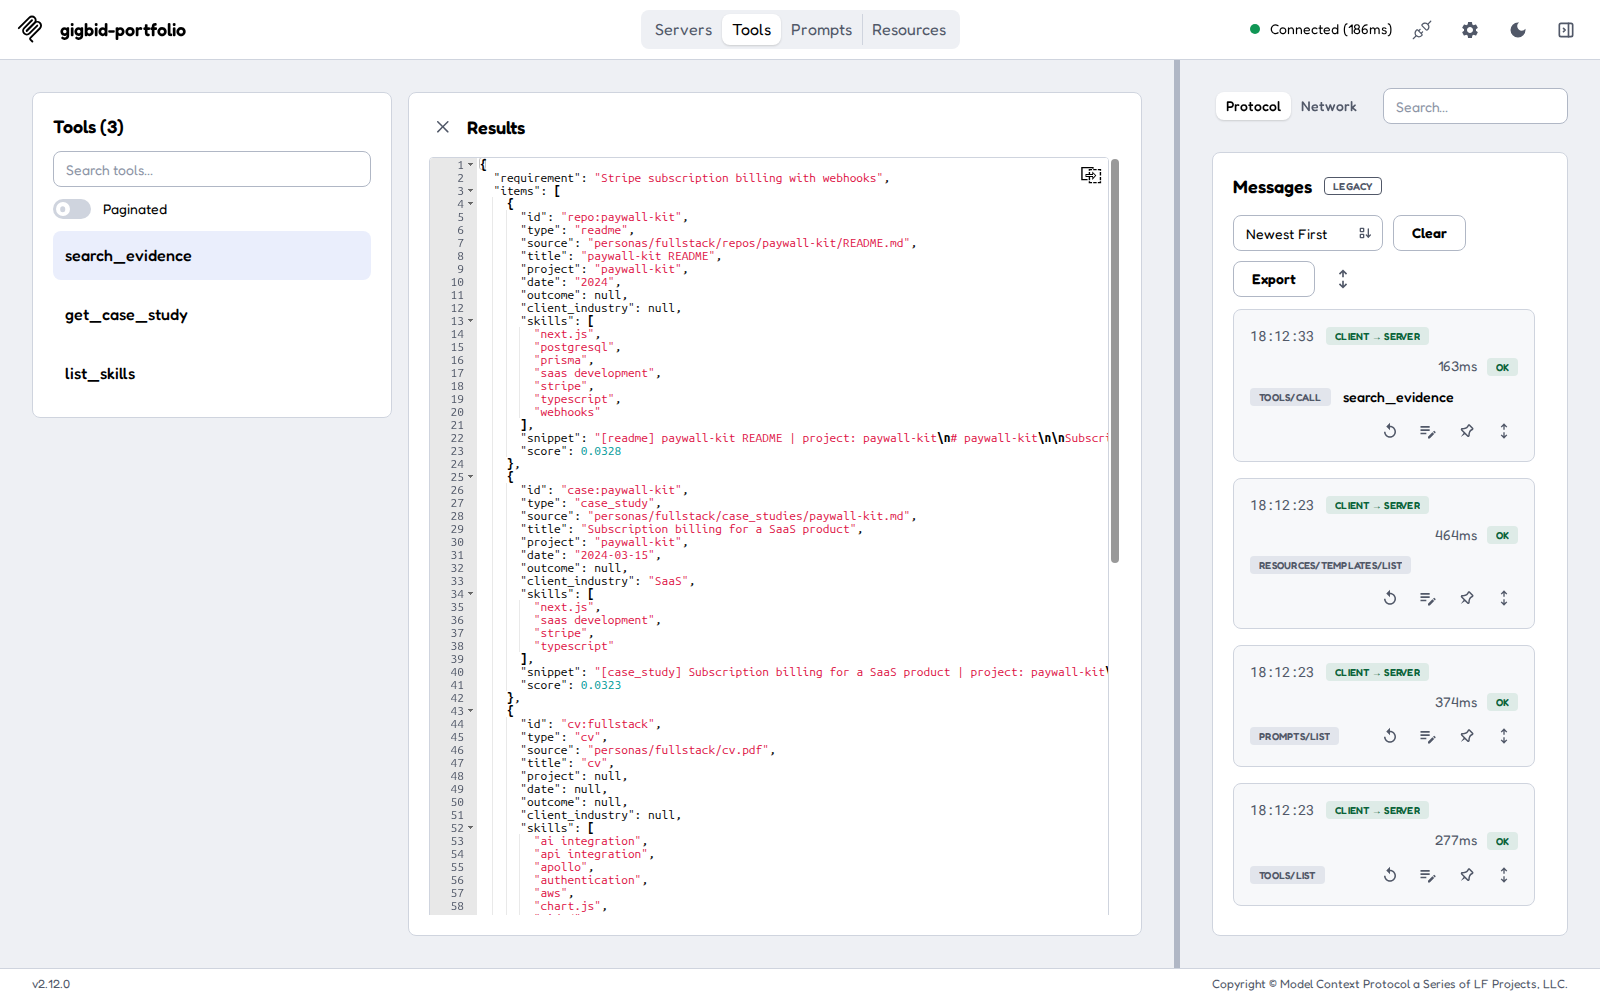 gigbid-portfolio
Servers Tools Prompts Resources
Connected (186ms)
Tools (3)
Search tools...
Paginated
search_evidence
get_case_study
list_skills
Results
1 {
2 "requirement": "Stripe subscription billing with webhooks",
3 "items": [
4 {
5 "id": "repo:paywall-kit",
6 "type": "readme",
7 "source": "personas/fullstack/repos/paywall-kit/README.md",
8 "title": "paywall-kit README",
9 "project": "paywall-kit",
10 "date": "2024",
11 "outcome": null,
12 "client_industry": null,
13 "skills": [
14 "next.js",
15 "postgresql",
16 "prisma",
17 "saas development",
18 "stripe",
19 "typescript",
20 "webhooks"
21 ],
22 "snippet": "[readme] paywall-kit README | project: paywall-kit\n# paywall-kit\n\nSubscri
23 "score": 0.0328
24 },
25 {
26 "id": "case:paywall-kit",
27 "type": "case_study",
28 "source": "personas/fullstack/case_studies/paywall-kit.md",
29 "title": "Subscription billing for a SaaS product",
30 "project": "paywall-kit",
31 "date": "2024-03-15",
32 "outcome": null,
33 "client_industry": "SaaS",
34 "skills": [
35 "next.js",
36 "saas development",
37 "stripe",
38 "typescript"
39 ],
40 "snippet": "[case_study] Subscription billing for a SaaS product | project: paywall-kit\
41 "score": 0.0323
42 },
43 {
44 "id": "cv:fullstack",
45 "type": "cv",
46 "source": "personas/fullstack/cv.pdf",
47 "title": "cv",
48 "project": null,
49 "date": null,
50 "outcome": null,
51 "client_industry": null,
52 "skills": [
53 "ai integration",
54 "api integration",
55 "apollo",
56 "authentication",
57 "aws",
58 "chart.js",
Protocol Network Search...
Messages LEGACY
Newest First Clear
Export
18:12:33 CLIENT → SERVER
163ms OK
TOOLS/CALL search_evidence
18:12:23 CLIENT → SERVER
464ms OK
RESOURCES/TEMPLATES/LIST
18:12:23 CLIENT → SERVER
374ms OK
PROMPTS/LIST
18:12:23 CLIENT → SERVER
277ms OK
TOOLS/LIST
v2.12.0
Copyright © Model Context Protocol a Series of LF Projects, LLC.